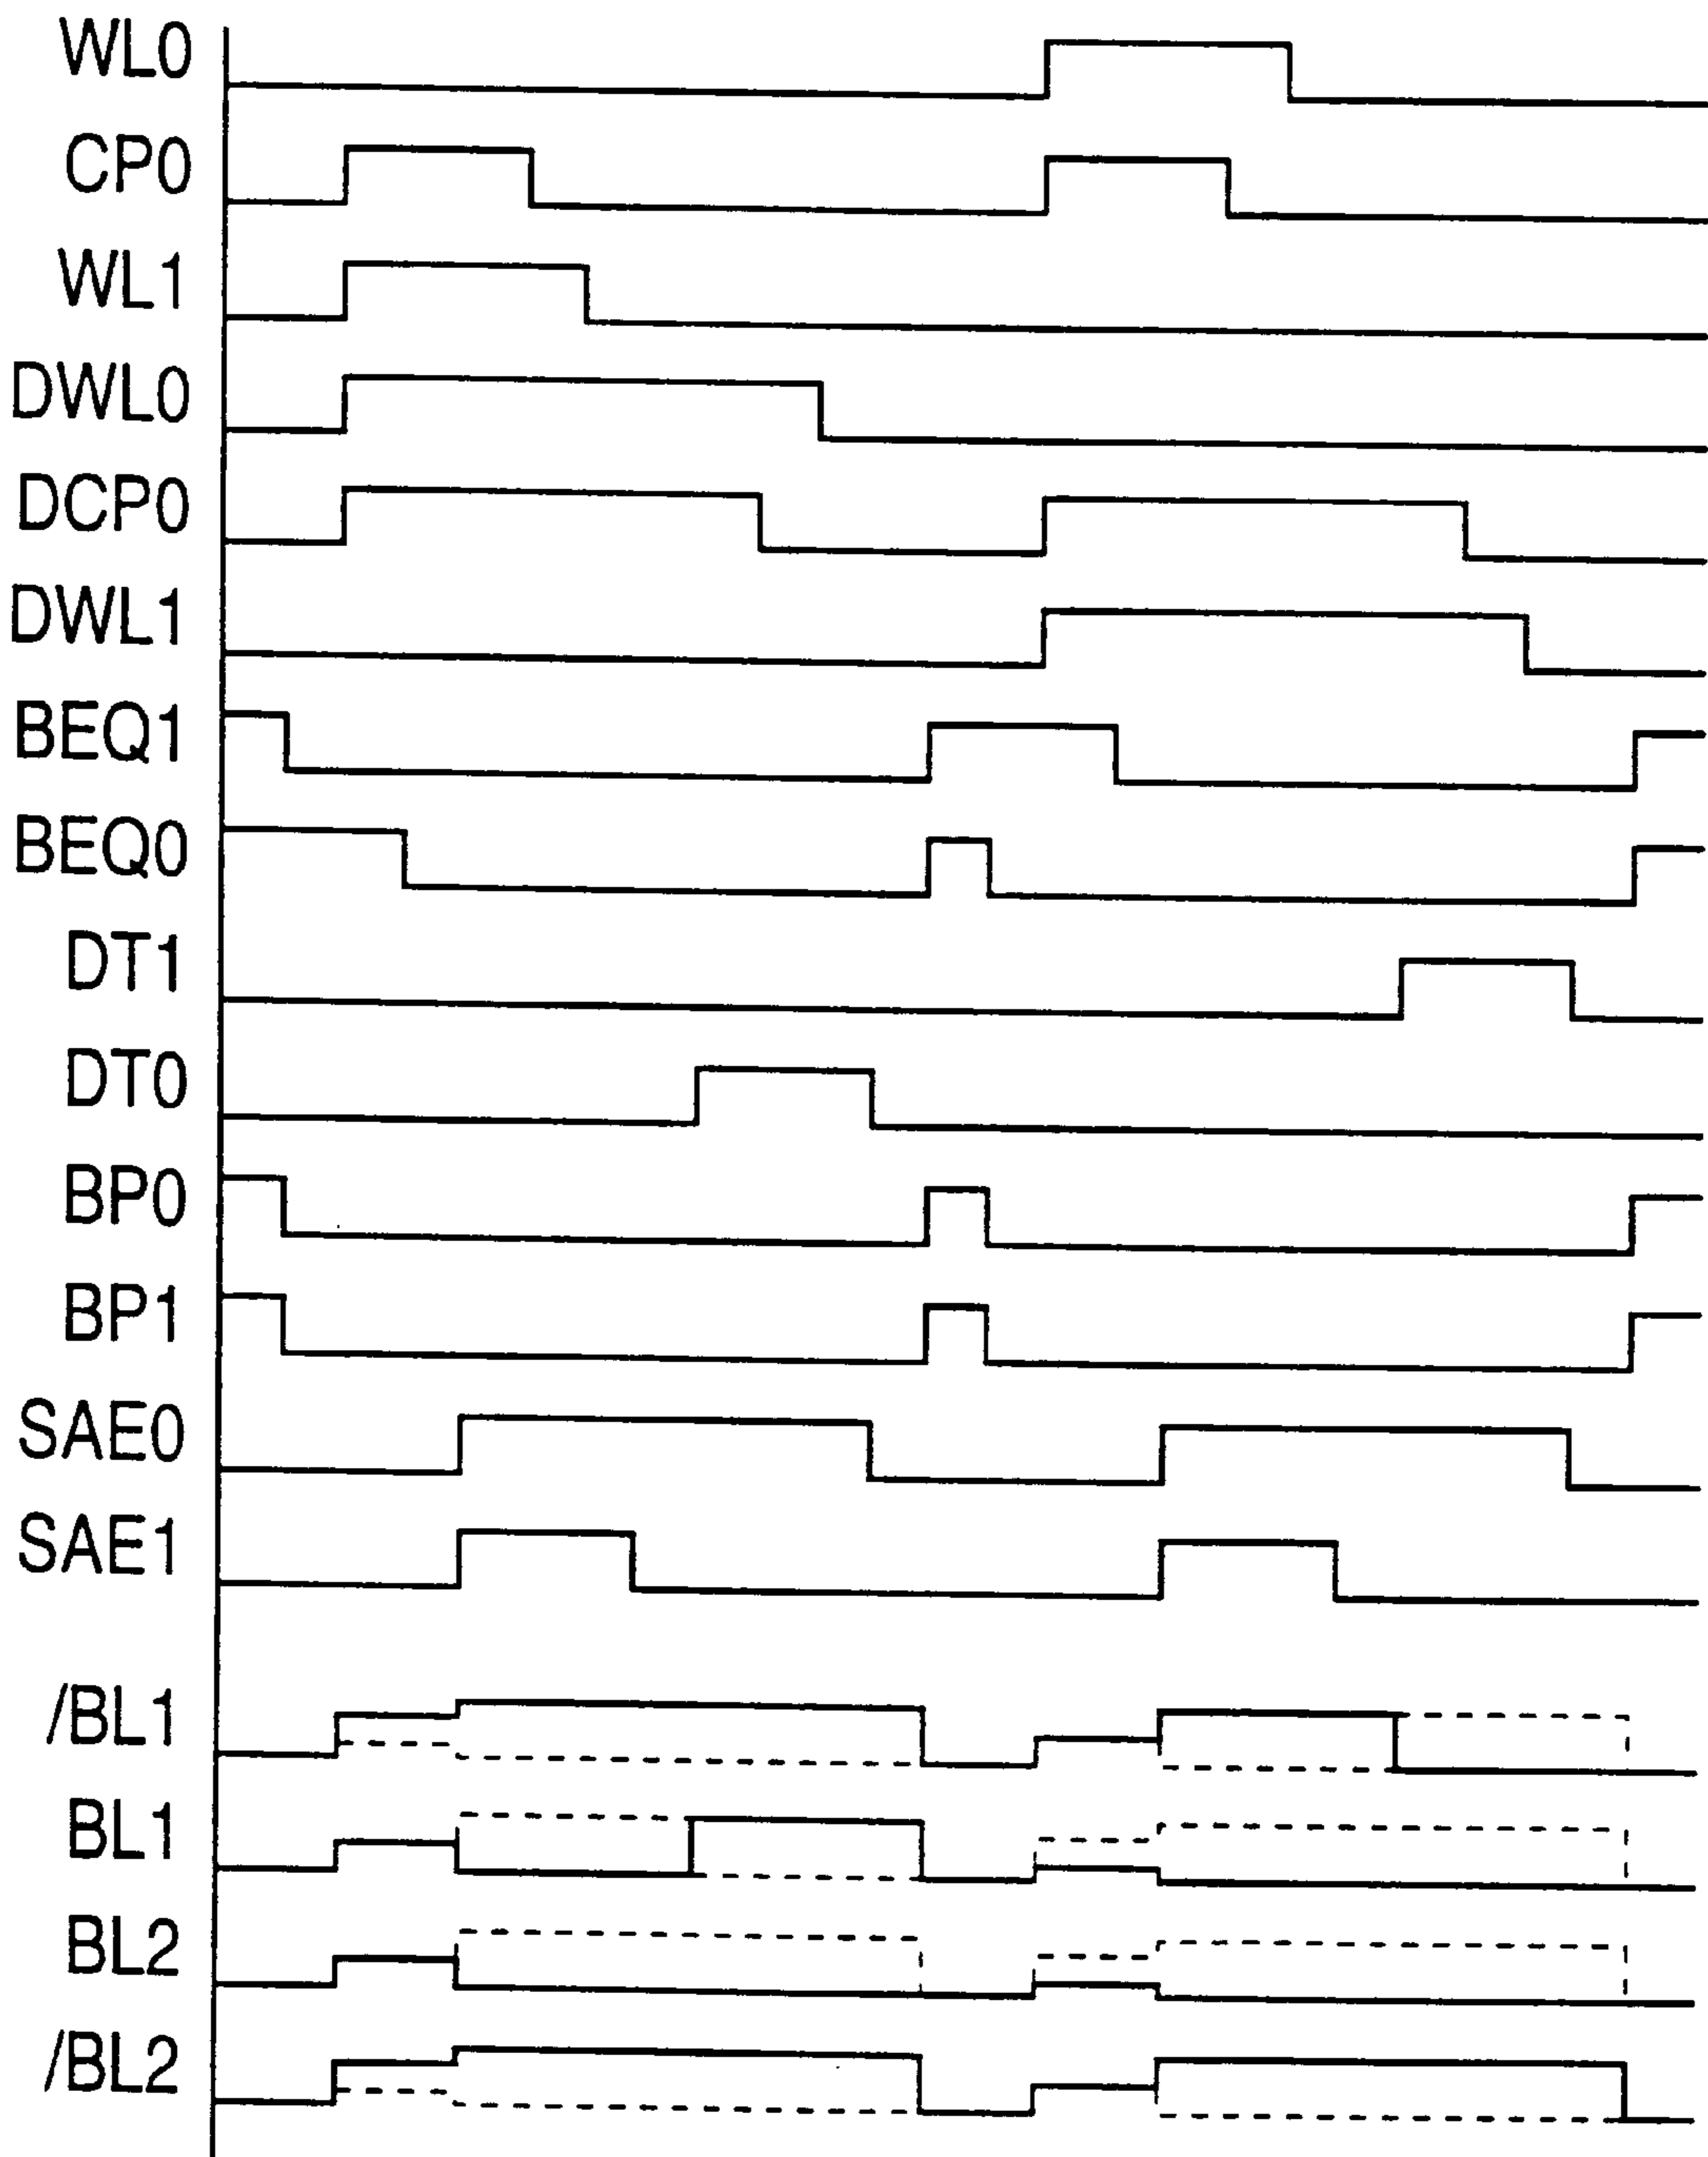 WL0
CP0
WL1
DWL0
DCP0
DWL1
BEQ1
BEQ0
DT1
DT0
BP0
BP1
SAE0
SAE1
/BL1
BL1
BL2
/BL2